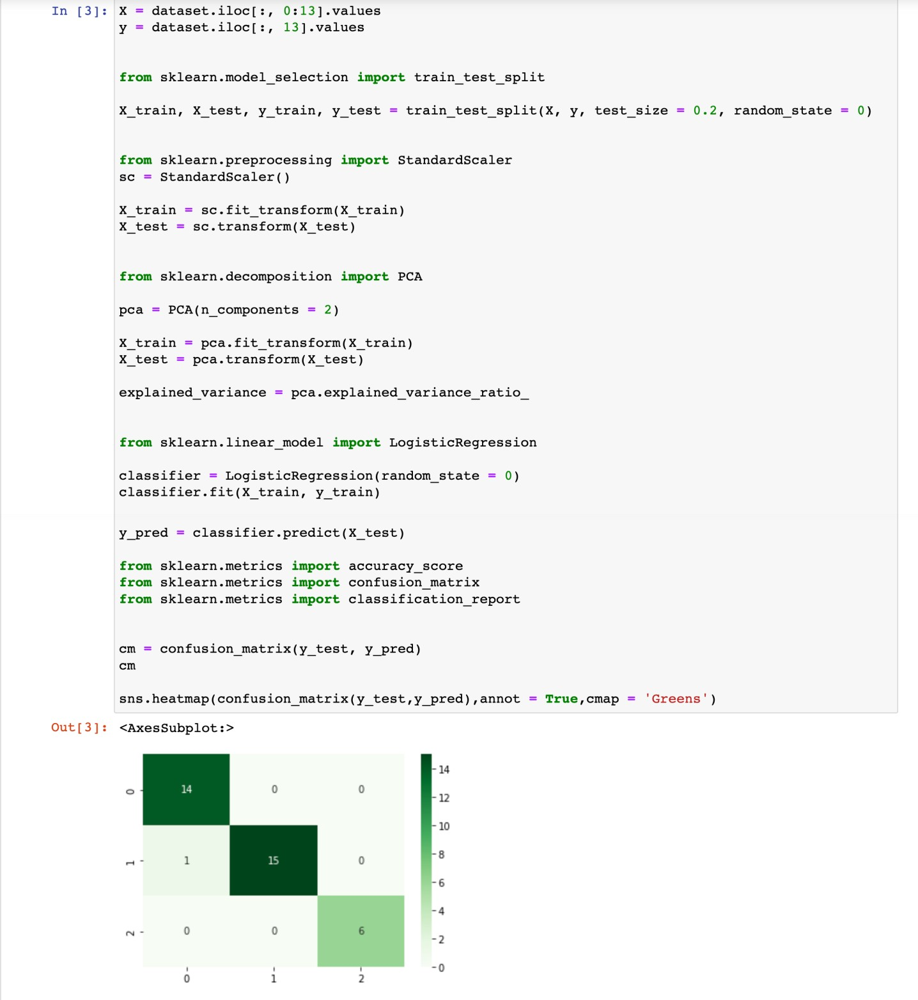 In [3]: X = dataset.iloc[:, 0:13].values
y = dataset.iloc[:, 13].values
from sklearn.model_selection import train_test_split
X_train, X_test, y_train, y_test = train_test_split(X, y, test_size = 0.2, random_state = 0)
from sklearn.preprocessing import StandardScaler
sc = StandardScaler()
X_train = sc.fit_transform(X_train)
X_test = sc.transform(X_test)
from sklearn.decomposition import PCA
pca = PCA(n_components = 2)
X_train = pca.fit_transform(X_train)
X_test = pca.transform(X_test)
explained_variance = pca.explained_variance_ratio_
from sklearn.linear_model import LogisticRegression
classifier = LogisticRegression(random_state = 0)
classifier.fit(X_train, y_train)
y_pred = classifier.predict(X_test)
from sklearn.metrics import accuracy_score
from sklearn.metrics import confusion_matrix
from sklearn.metrics import classification_report
cm = confusion_matrix(y_test, y_pred)
cm
sns.heatmap(confusion_matrix(y_test,y_pred),annot = True,cmap = 'Greens')
Out[3]: <AxesSubplot:>
0 14 0 0
1 1 15 0
2 0 0 6
0 1 2
14
12
10
8
6
4
2
0